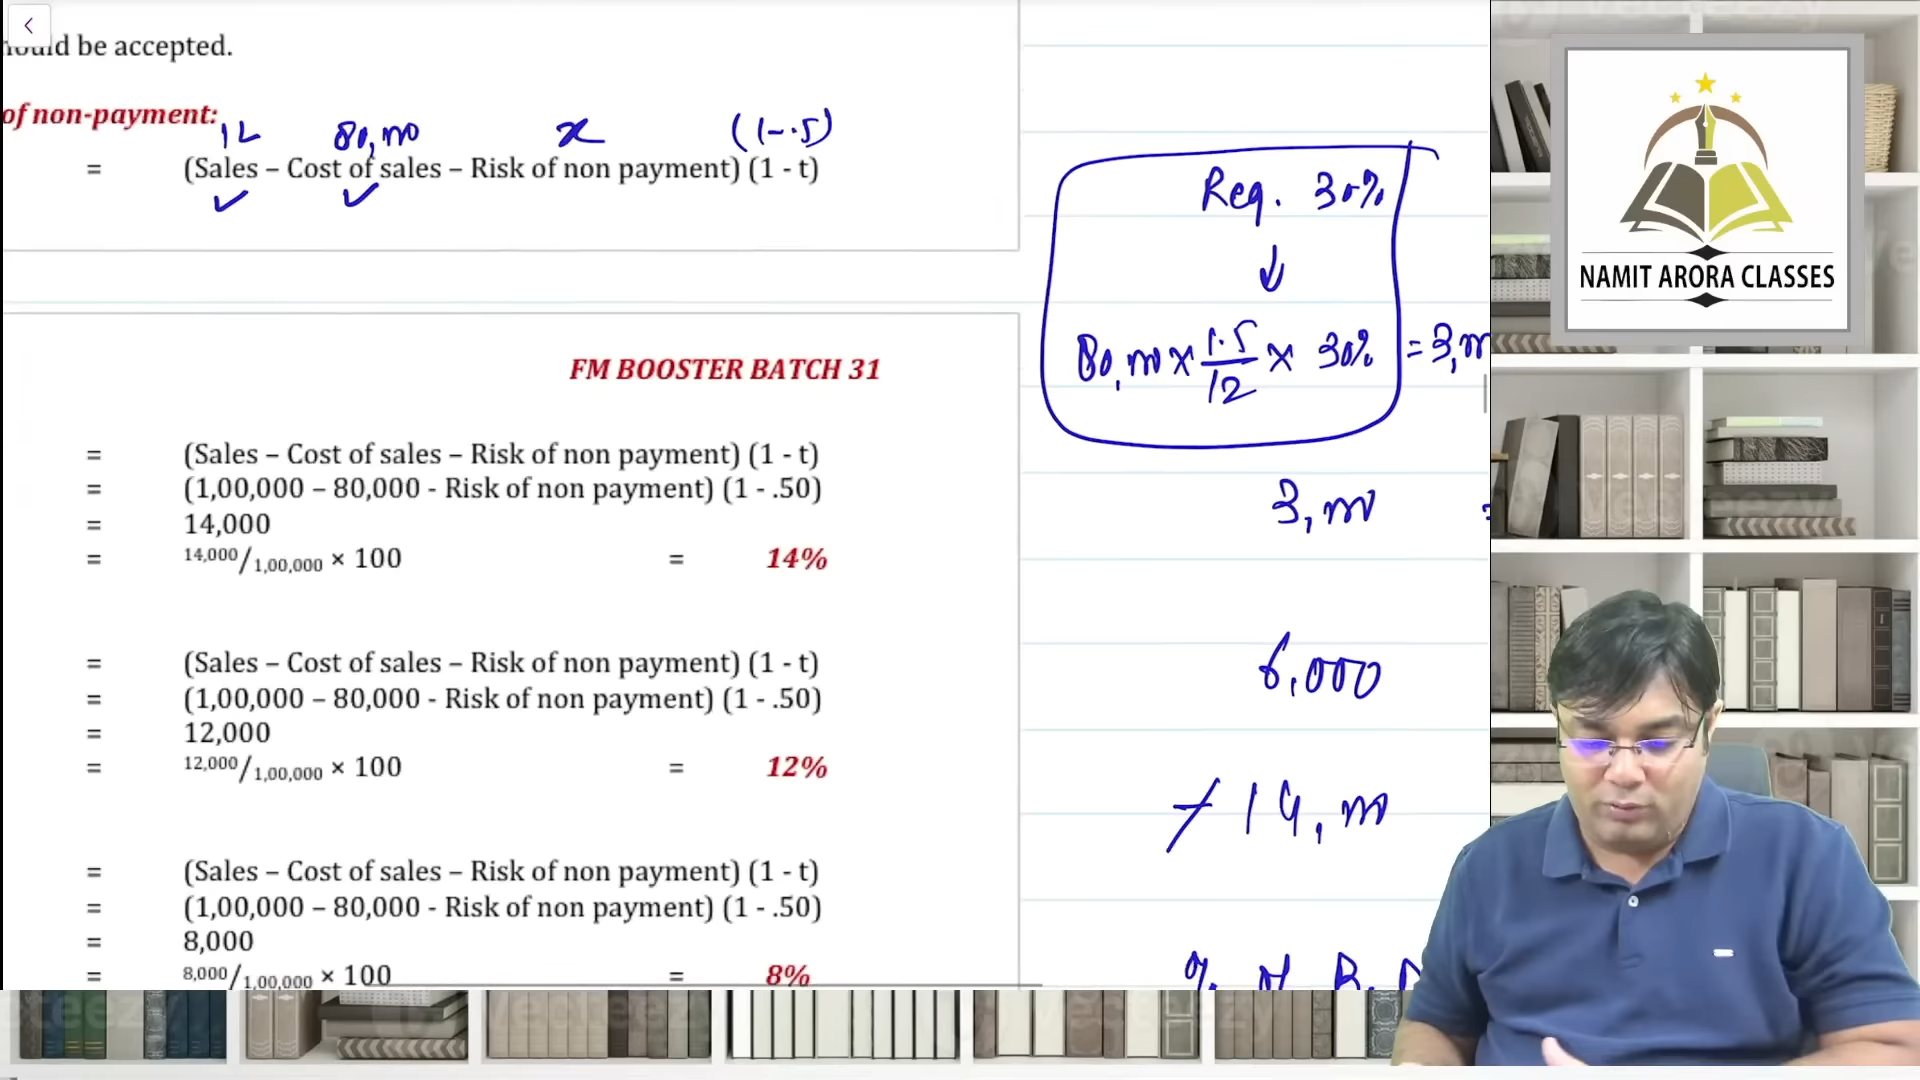 should be accepted.
of non-payment:
1L 80,000 x (1-.5)
= (Sales – Cost of sales – Risk of non payment) (1 - t)
FM BOOSTER BATCH 31
= (Sales – Cost of sales – Risk of non payment) (1 - t)
= (1,00,000 – 80,000 - Risk of non payment) (1 - .50)
= 14,000
= 14,000/1,00,000 × 100 = 14%
= (Sales – Cost of sales – Risk of non payment) (1 - t)
= (1,00,000 – 80,000 - Risk of non payment) (1 - .50)
= 12,000
= 12,000/1,00,000 × 100 = 12%
= (Sales – Cost of sales – Risk of non payment) (1 - t)
= (1,00,000 – 80,000 - Risk of non payment) (1 - .50)
= 8,000
= 8,000/1,00,000 × 100 = 8%
Req. 30%
80,000 × 1.5/12 × 30% = 3,000
3,000 =
6,000
14,000
% of B.D
NAMIT ARORA CLASSES